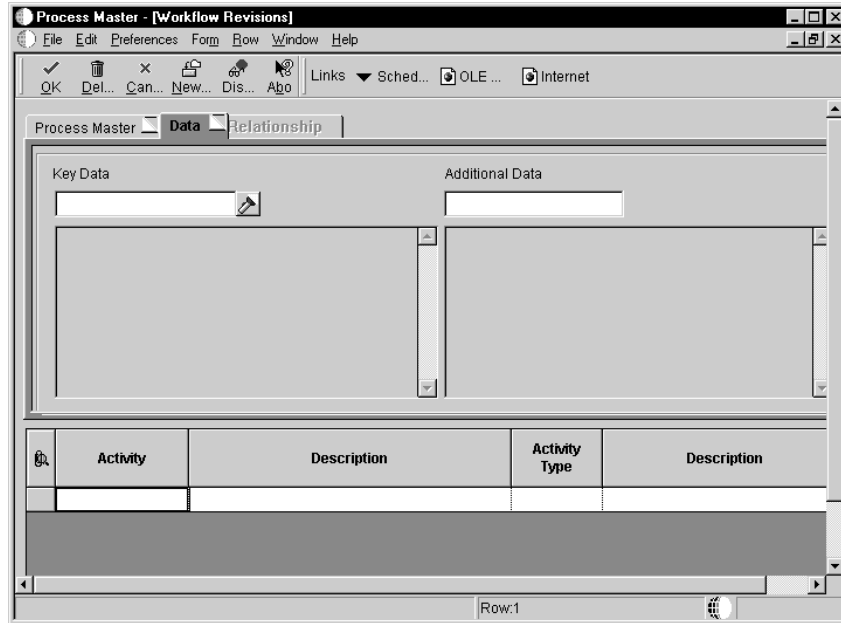 Process Master - [Workflow Revisions]
File Edit Preferences Form Row Window Help
OK Del... Can... New... Dis... Abo Links Sched... OLE ... Internet
Process Master Data Relationship
Key Data Additional Data
Activity Description Activity Type Description
Row:1